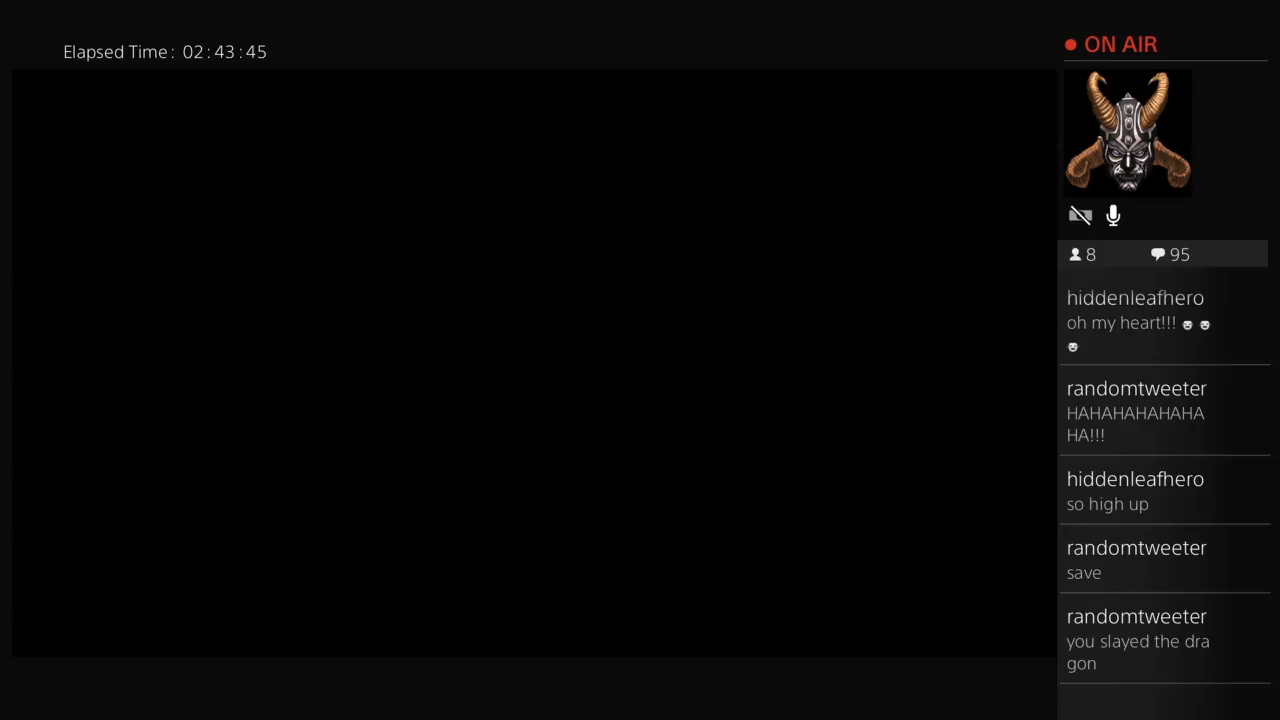 Elapsed Time: 02:43:45
ON AIR
8 95
hiddenleafhero
oh my heart!!!
randomtweeter
HAHAHAHAHAHA
HA!!!
hiddenleafhero
so high up
randomtweeter
save
randomtweeter
you slayed the dra
gon